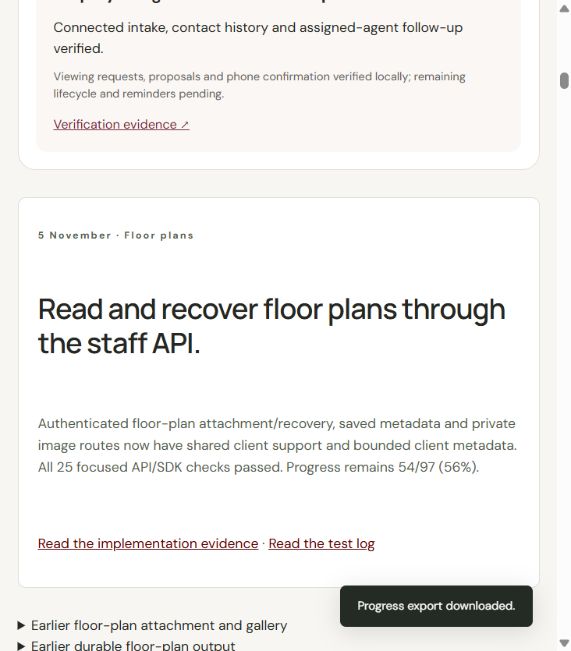 Connected intake, contact history and assigned-agent follow-up
verified.
Viewing requests, proposals and phone confirmation verified locally; remaining
lifecycle and reminders pending.
Verification evidence ↗
5 November · Floor plans
Read and recover floor plans through
the staff API.
Authenticated floor-plan attachment/recovery, saved metadata and private
image routes now have shared client support and bounded client metadata.
All 25 focused API/SDK checks passed. Progress remains 54/97 (56%).
Read the implementation evidence · Read the test log
Progress export downloaded.
▶ Earlier floor-plan attachment and gallery
▶ Earlier durable floor-plan output